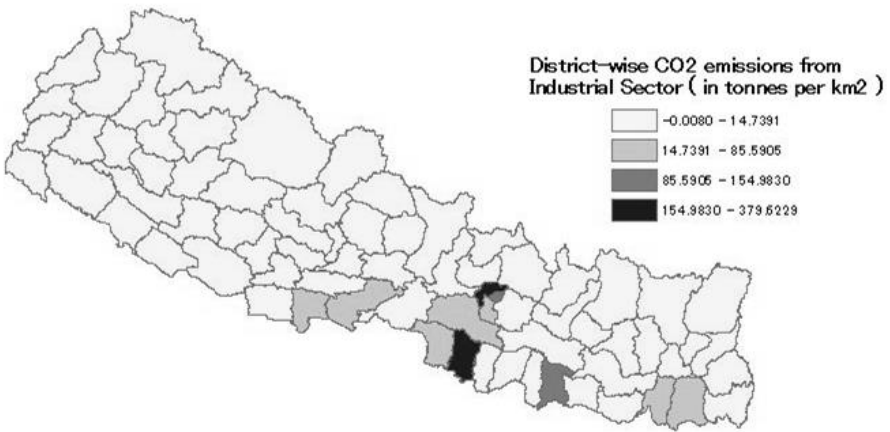 District-wise CO2 emissions from
Industrial Sector ( in tonnes per km2 )
-0.0080 - 14.7391
14.7391 - 85.5905
85.5905 - 154.9830
154.9830 - 379.6229